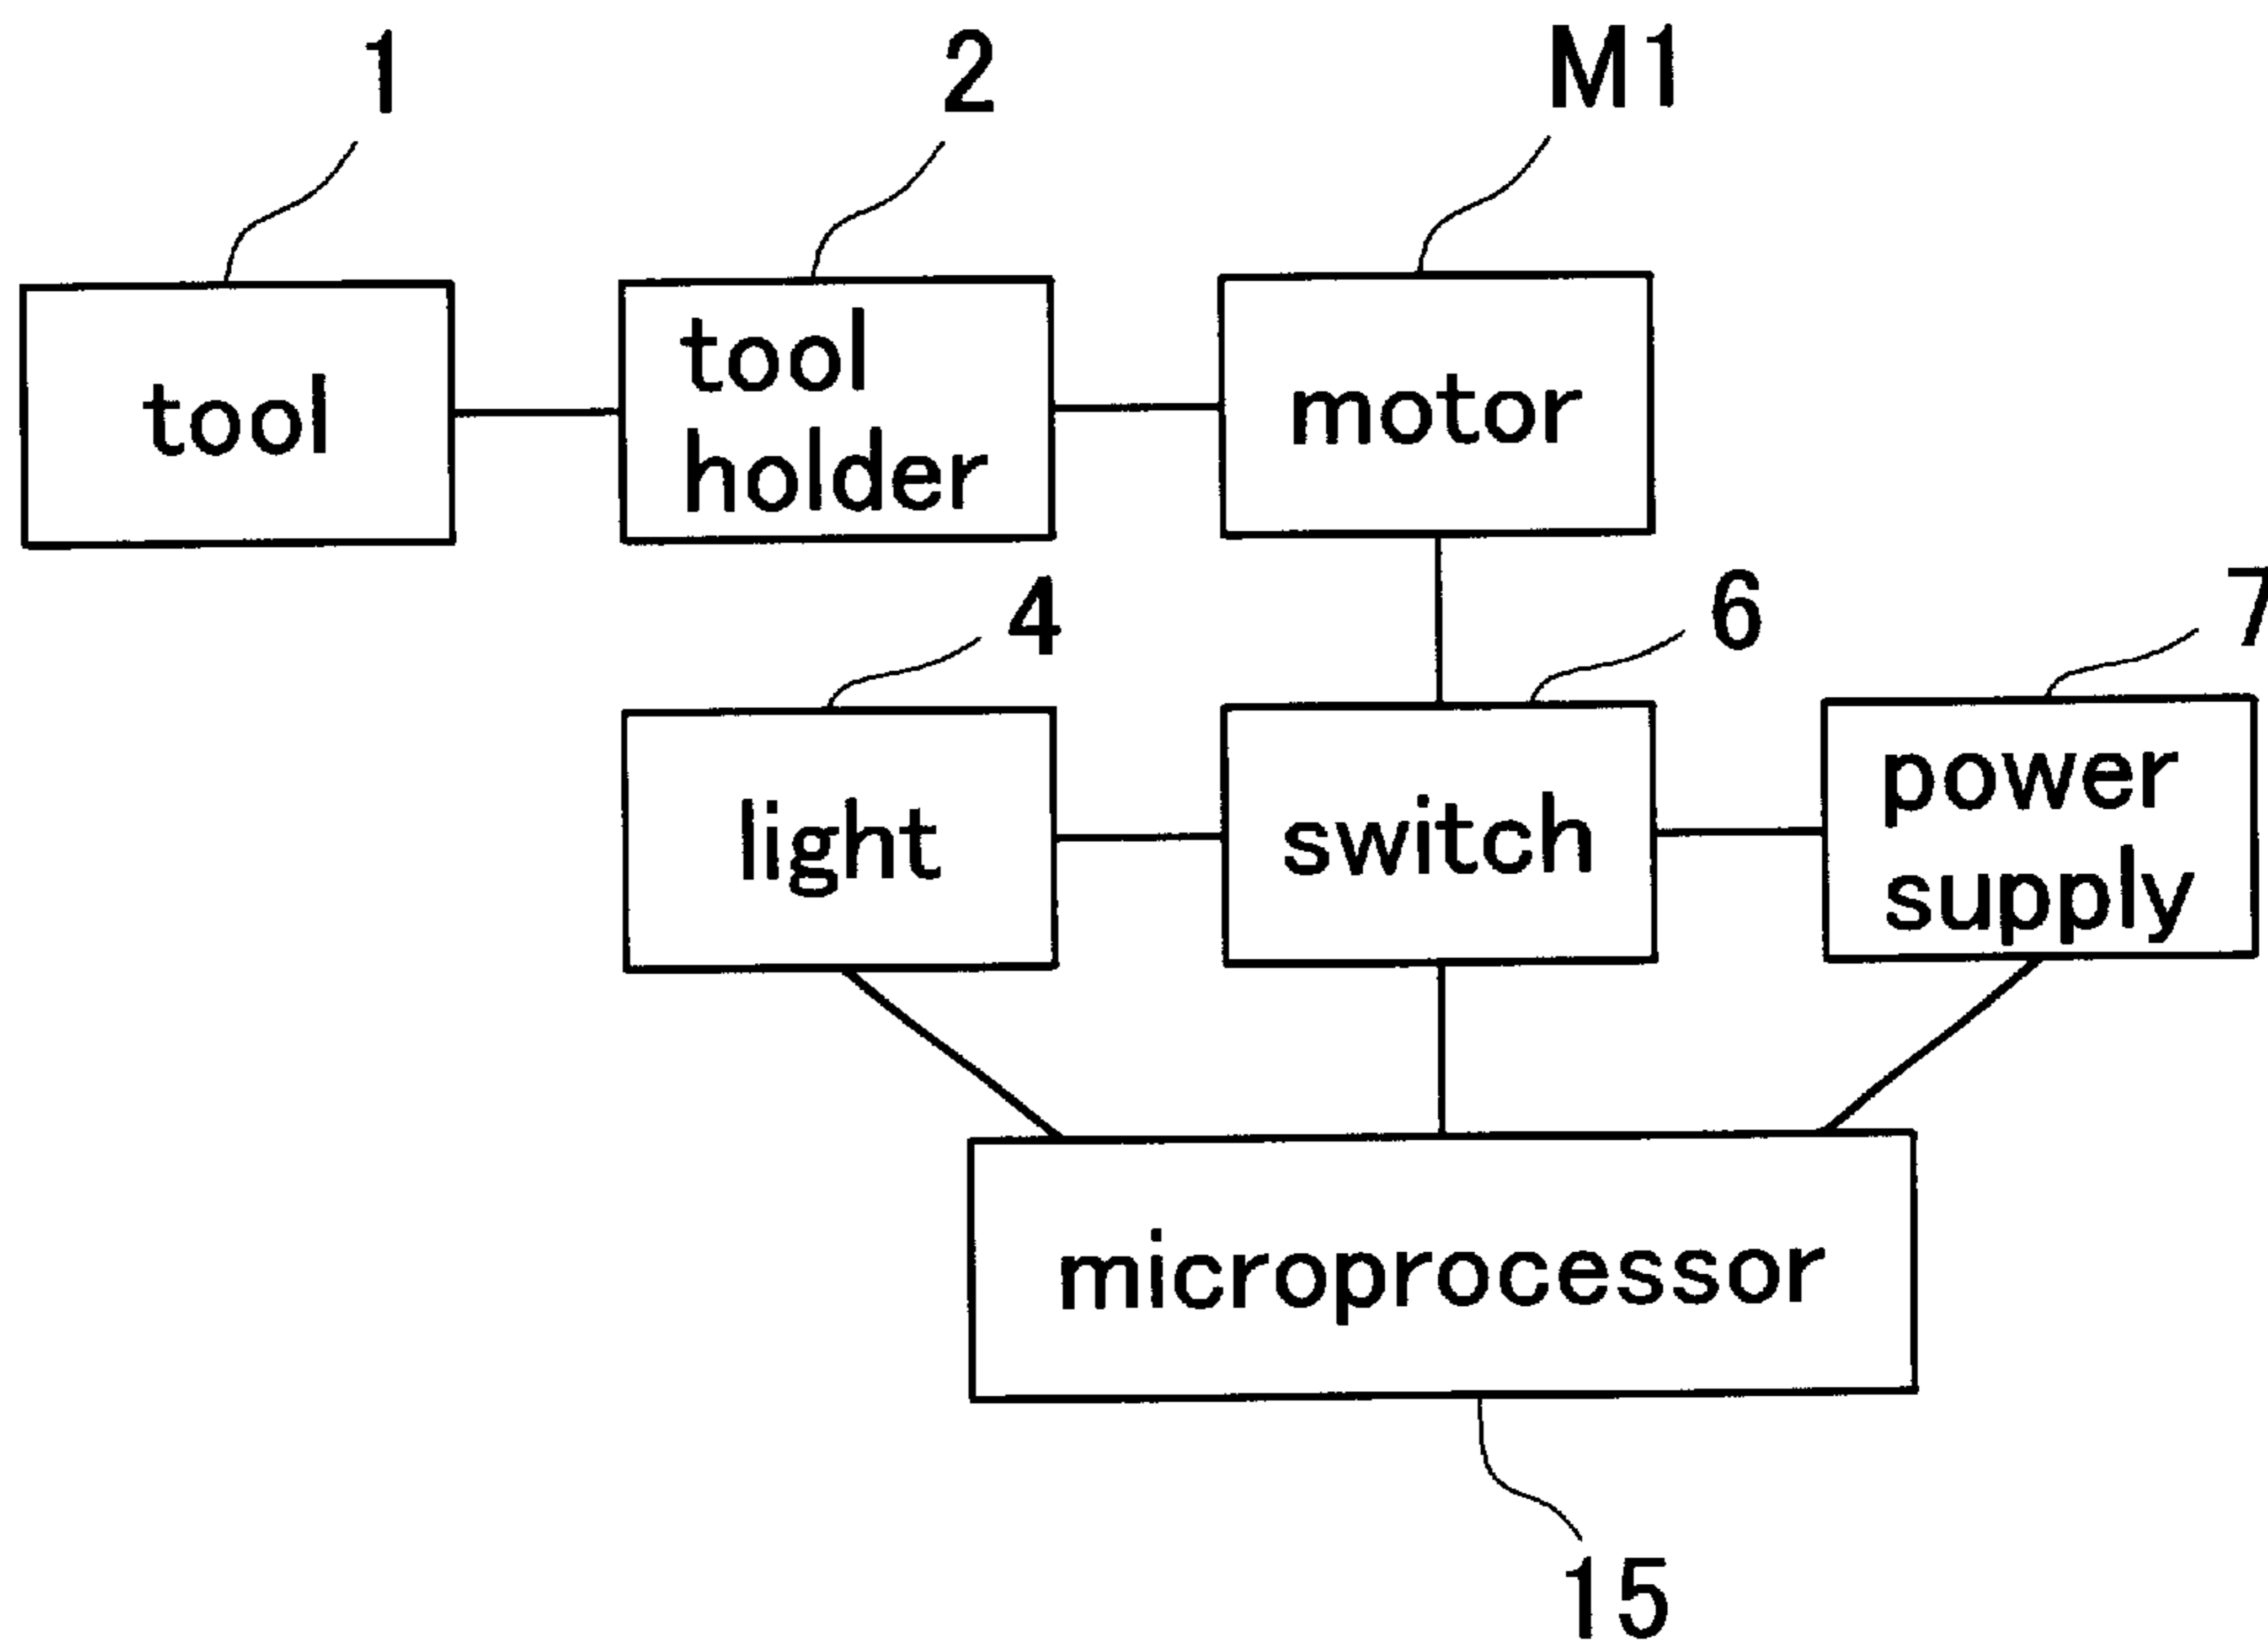 1
2
M1
tool
tool
holder
motor
4
6
7
light
switch
power
supply
microprocessor
15